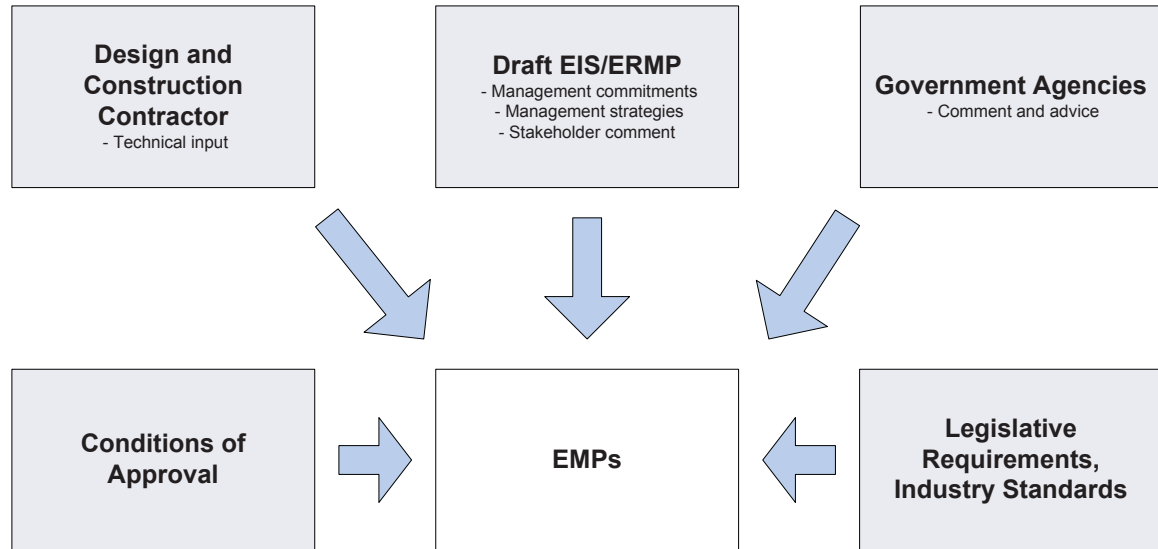 Design and
Construction
Contractor
- Technical input
Draft EIS/ERMP
- Management commitments
- Management strategies
- Stakeholder comment
Government Agencies
- Comment and advice
Conditions of
Approval
EMPs
Legislative
Requirements,
Industry Standards